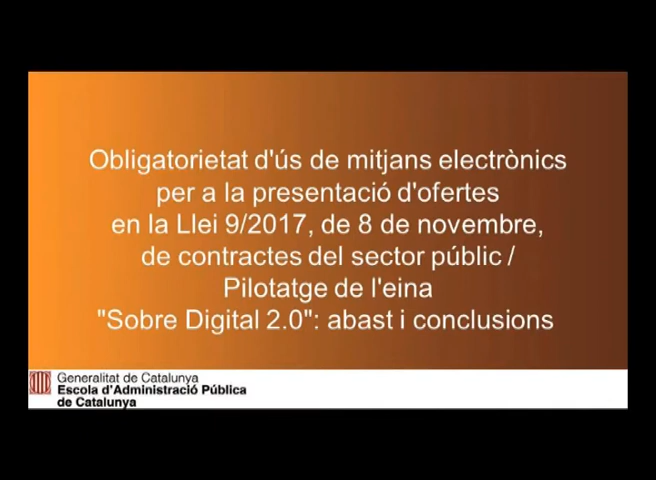 Obligatorietat d'ús de mitjans electrònics
per a la presentació d'ofertes
en la Llei 9/2017, de 8 de novembre,
de contractes del sector públic /
Pilotatge de l'eina
"Sobre Digital 2.0": abast i conclusions
Generalitat de Catalunya
Escola d'Administració Pública
de Catalunya